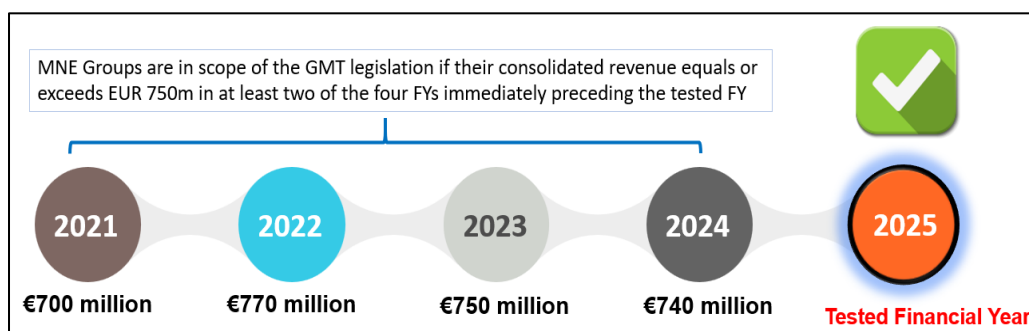 MNE Groups are in scope of the GMT legislation if their consolidated revenue equals or
exceeds EUR 750m in at least two of the four FYs immediately preceding the tested FY
2021
2022
2023
2024
2025
€700 million
€770 million
€750 million
€740 million
Tested Financial Year